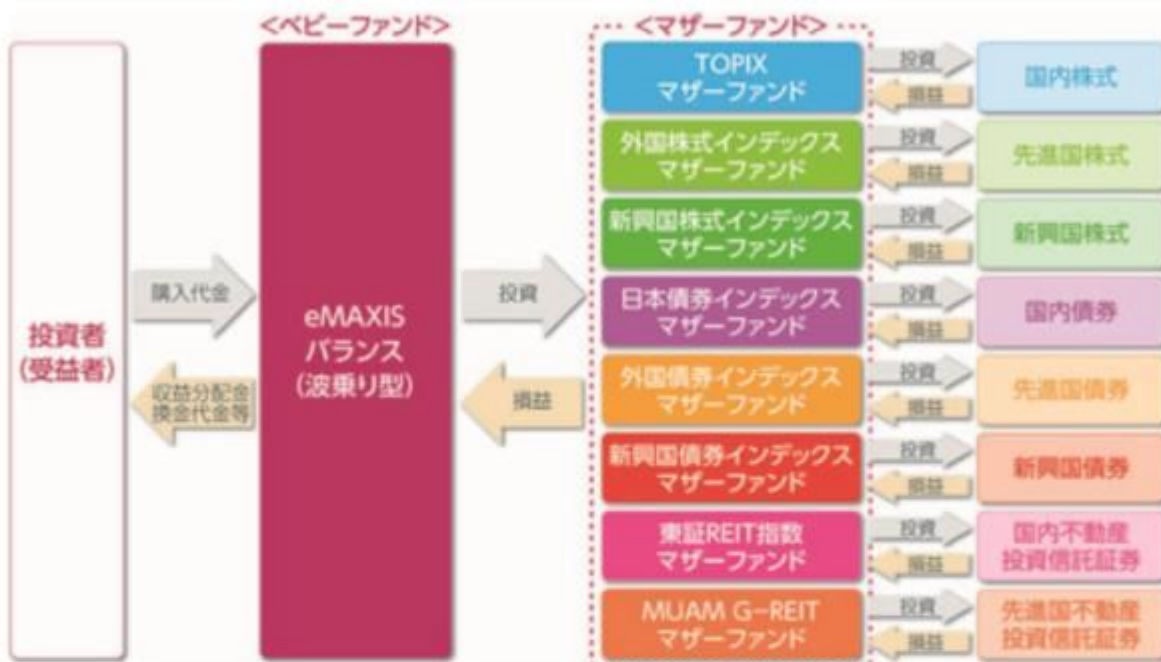 <ベビーファンド>
<マザーファンド>
投資者
(受益者)
購入代金
収益分配金
換金代金等
eMAXIS
バランス
(波乗り型)
投資
損益
TOPIX
マザーファンド
投資
損益
国内株式
外国株式インデックス
マザーファンド
投資
損益
先進国株式
新興国株式インデックス
マザーファンド
投資
損益
新興国株式
日本債券インデックス
マザーファンド
投資
損益
国内債券
外国債券インデックス
マザーファンド
投資
損益
先進国債券
新興国債券インデックス
マザーファンド
投資
損益
新興国債券
東証REIT指数
マザーファンド
投資
損益
国内不動産
投資信託証券
MUAM G-REIT
マザーファンド
投資
損益
先進国不動産
投資信託証券